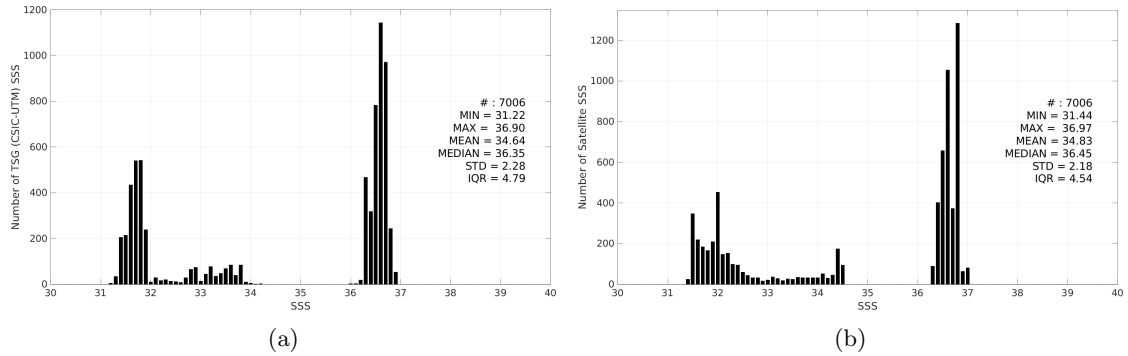 1200
1000
800
600
400
200
0
Number of TSG (CSIC-UTM) SSS
# : 7006
MIN = 31.22
MAX = 36.90
MEAN = 34.64
MEDIAN = 36.35
STD = 2.28
IQR = 4.79
30 31 32 33 34 35 36 37 38 39 40
SSS
(a)
1200
1000
800
600
400
200
0
Number of Satellite SSS
# : 7006
MIN = 31.44
MAX = 36.97
MEAN = 34.83
MEDIAN = 36.45
STD = 2.18
IQR = 4.54
30 31 32 33 34 35 36 37 38 39 40
SSS
(b)